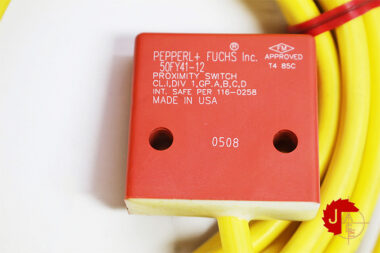 PEPPERL+ FUCHS Inc.®
50FY41-12
PROXIMITY SWITCH
CL.I,DIV 1,GP.A,B,C,D
INT. SAFE PER 116-0258
MADE IN USA
FM
APPROVED
T4 85C
0508